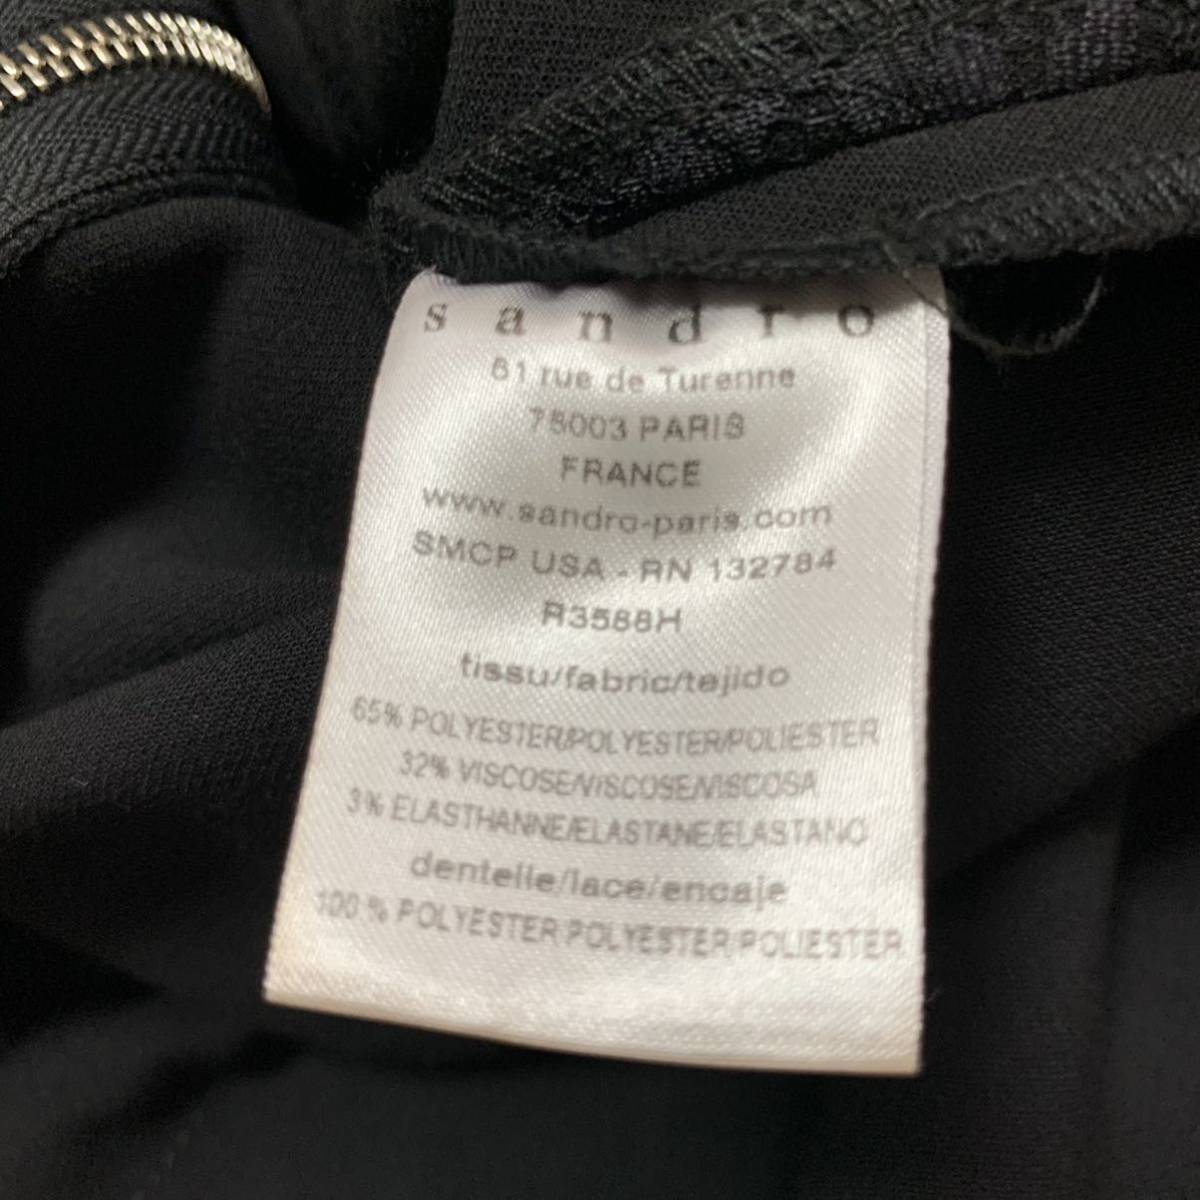 sandro
61 rue de Turenne
75003 PARIS
FRANCE
www.sandro-paris.com
SMCP USA - RN 132784
R3588H
tissu/fabric/tejido
65% POLYESTER/POLYESTER/POLIESTER
32% VISCOSE/VISCOSE/VISCOSA
3% ELASTHANNE/ELASTANE/ELASTANO
dentelle/lace/encaje
100 % POLYESTER/POLYESTER/POLIESTER